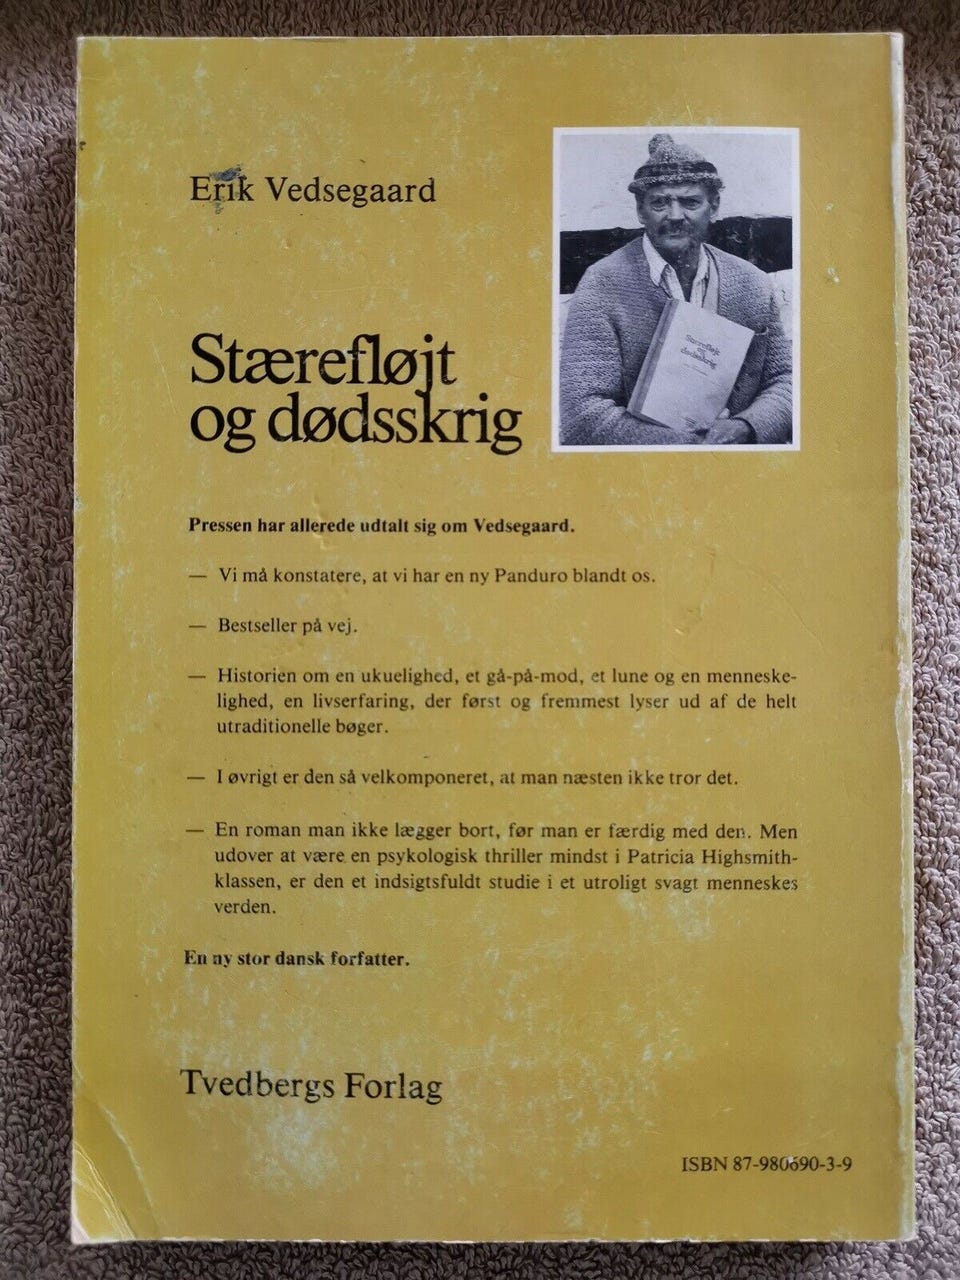 Erik Vedsegaard
Stærefløjt
og
dødsskrig
Stærefløjt
og dødsskrig
Pressen har allerede udtalt sig om Vedsegaard.
— Vi må konstatere, at vi har en ny Panduro blandt os.
— Bestseller på vej.
— Historien om en ukuelighed, et gå-på-mod, et lune og en menneske-
lighed, en livserfaring, der først og fremmest lyser ud af de helt
utraditionelle bøger.
— I øvrigt er den så velkomponeret, at man næsten ikke tror det.
— En roman man ikke lægger bort, før man er færdig med den. Men
udover at være en psykologisk thriller mindst i Patricia Highsmith-
klassen, er den et indsigtsfuldt studie i et utroligt svagt menneskes
verden.
En ny stor dansk forfatter.
Tvedbergs Forlag
ISBN 87-980690-3-9